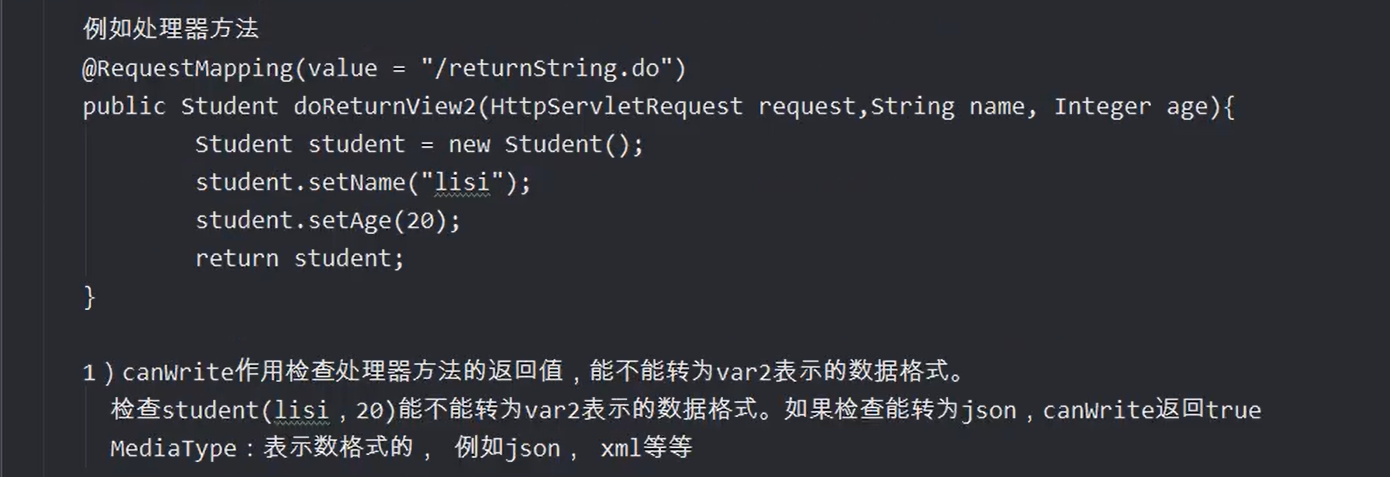 例如处理器方法
@RequestMapping(value = "/returnString.do")
public Student doReturnView2(HttpServletRequest request,String name, Integer age){
Student student = new Student();
student.setName("lisi");
student.setAge(20);
return student;
}
1）canWrite作用检查处理器方法的返回值，能不能转为var2表示的数据格式。
检查student(lisi，20)能不能转为var2表示的数据格式。如果检查能转为json，canWrite返回true
MediaType：表示数格式的， 例如json， xml等等